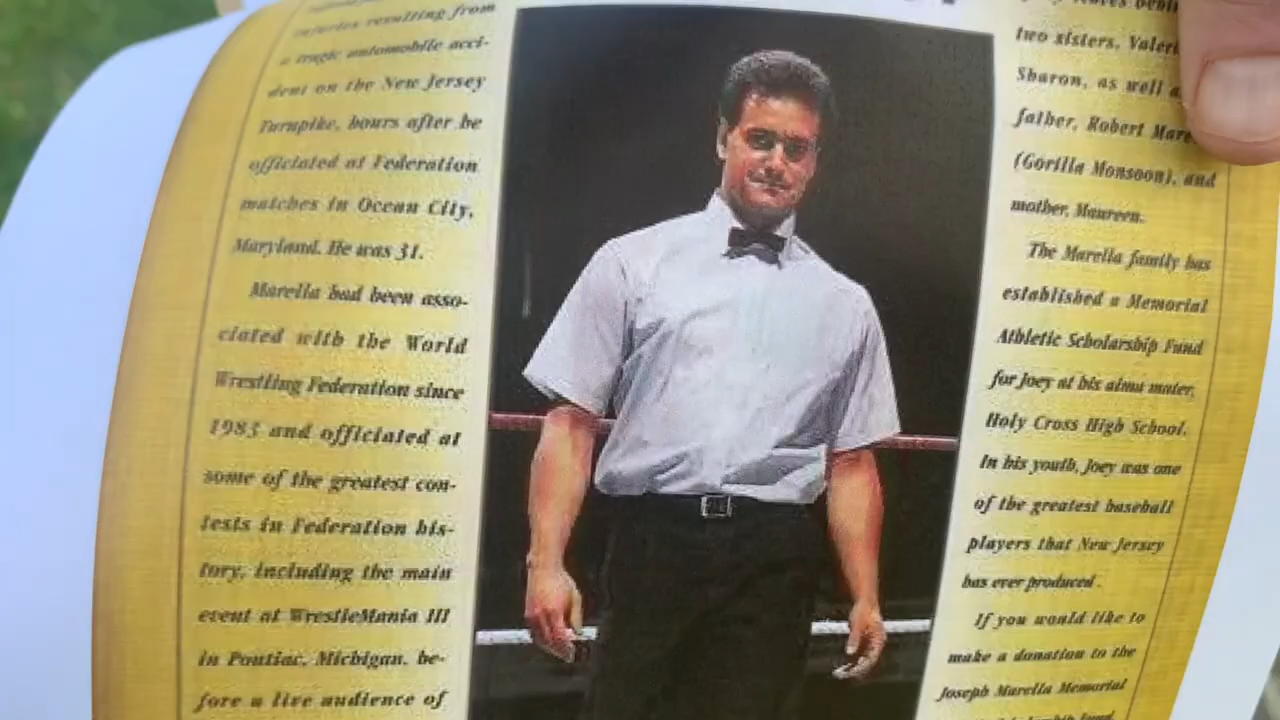 injuries resulting from
a tragic automobile acci-
dent on the New Jersey
Turnpike, hours after he
officiated at Federation
matches in Ocean City,
Maryland. He was 31.
Marella had been asso-
ciated with the World
Wrestling Federation since
1983 and officiated at
some of the greatest con-
tests in Federation his-
tory, including the main
event at WrestleMania III
in Pontiac, Michigan, be-
fore a live audience of
two sisters, Valeri
Sharon, as well a
father, Robert Mare
(Gorilla Monsoon), and
mother, Maureen.
The Marella family has
established a Memorial
Athletic Scholarship Fund
for Joey at his alma mater,
Holy Cross High School.
In his youth, Joey was one
of the greatest baseball
players that New Jersey
has ever produced.
If you would like to
make a donation to the
Joseph Marella Memorial